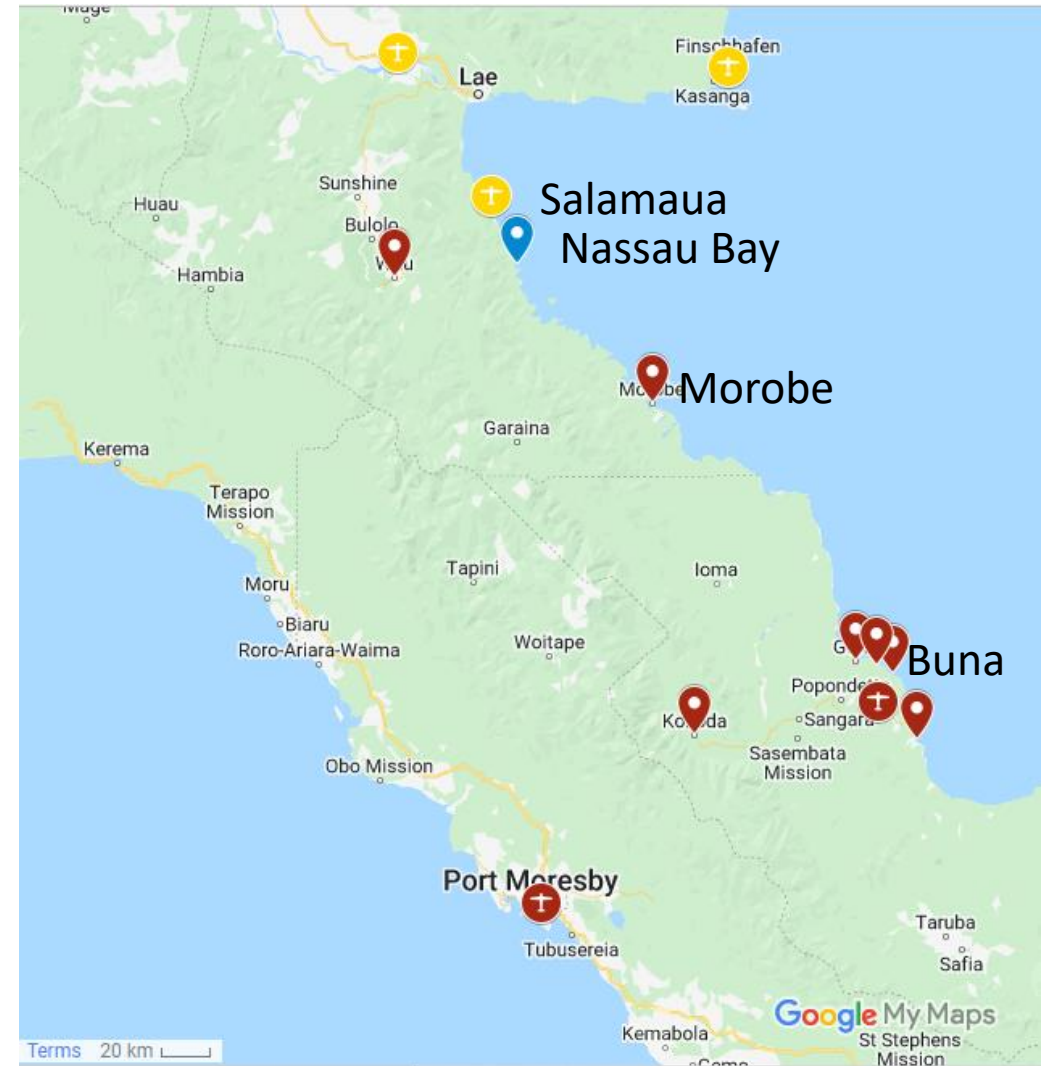 Finschhafen
Lae
Kasanga
Sunshine
Salamaua
Huau
Bulolo
Nassau Bay
Hambia
Morobe
Garaina
Kerema
Terapo
Mission
Tapini
Ioma
Moru
Biaru
Woitape
Roro-Ariara-Waima
Buna
Sangara
Sasembata
Mission
Obo Mission
Port Moresby
Taruba
Tubusereia
Safia
Google My Maps
Kemabola
St Stephens
Mission
Terms 20 km